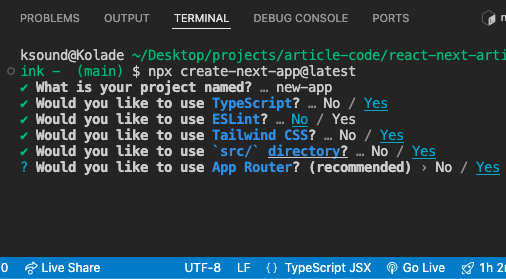 PROBLEMS OUTPUT TERMINAL DEBUG CONSOLE PORTS
ksound@Kolade ~/Desktop/projects/article-code/react-next-arti
ink - (main) $ npx create-next-app@latest
✔ What is your project named? … new-app
✔ Would you like to use TypeScript? … No / Yes
✔ Would you like to use ESLint? … No / Yes
✔ Would you like to use Tailwind CSS? … No / Yes
✔ Would you like to use `src/` directory? … No / Yes
? Would you like to use App Router? (recommended) › No / Yes
0 Live Share UTF-8 LF {} TypeScript JSX Go Live 1h 2